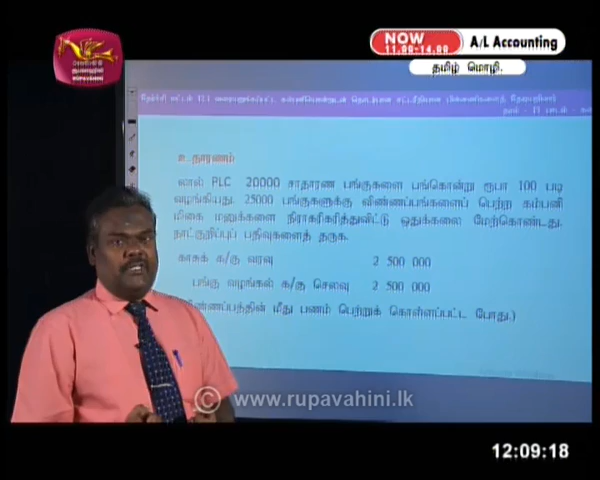 NOW
11.00-14.00
A/L Accounting
தமிழ் மொழி.
உதாரணம்
லால் PLC 20000 சாதாரண பங்குகளை பங்கொன்று ரூபா 100 படி
வழங்கியது. 25000 பங்குகளுக்கு விண்ணப்பங்களைப் பெற்ற கம்பனி
மிகை மனுக்களை நிராகரிகரித்துவிட்டு ஒதுக்கலை மேற்கொண்டது.
நாட்குறிப்புப் பதிவுகளைத் தருக.
காசுக் க/கு வரவு 2 500 000
பங்கு வழங்கல் க/கு செலவு 2 500 000
விண்ணப்பத்தின் மீது பணம் பெற்றுக் கொள்ளப்பட்ட போது.)
© www.rupavahini.lk
12:09:18